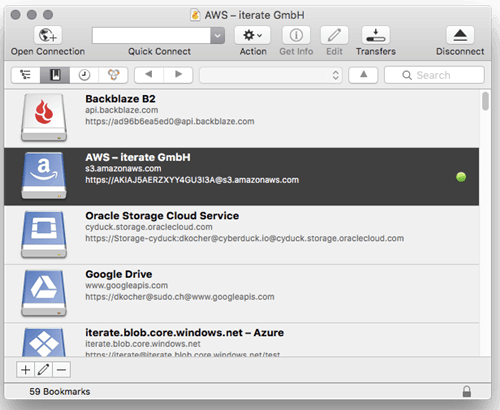 AWS – iterate GmbH
Open Connection
Quick Connect
Action
Get Info
Edit
Transfers
Disconnect
Search
Backblaze B2
api.backblaze.com
https://ad96b6ea5ed0@api.backblaze.com
AWS – iterate GmbH
s3.amazonaws.com
https://AKIAJ5AERZXYY4GU3I3A@s3.amazonaws.com
Oracle Storage Cloud Service
cyduck.storage.oraclecloud.com
https://Storage-cyduck:dkocher@cyberduck.io@cyduck.storage.oraclecloud.com
Google Drive
www.googleapis.com
https://dkocher@sudo.ch@www.googleapis.com
iterate.blob.core.windows.net – Azure
iterate.blob.core.windows.net
https://iterate@iterate.blob.core.windows.net/test
59 Bookmarks